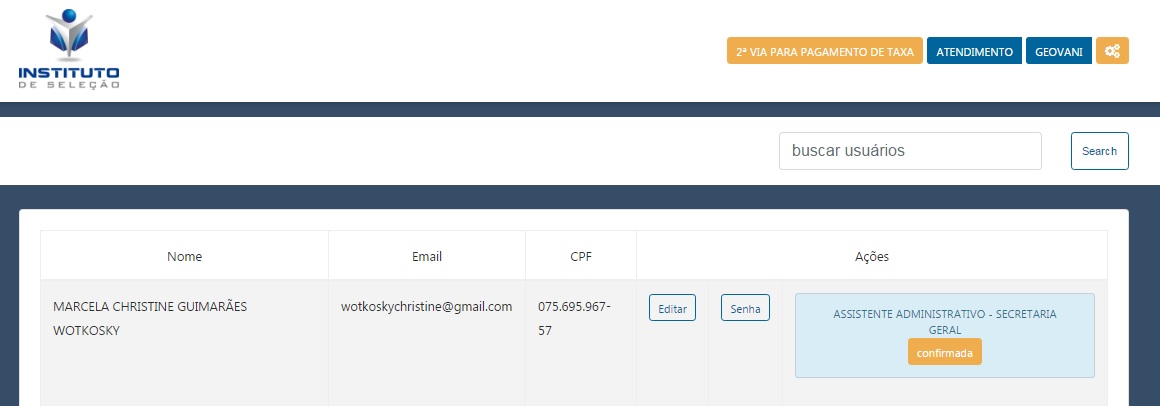 INSTITUTO
DE SELEÇÃO
2ª VIA PARA PAGAMENTO DE TAXA ATENDIMENTO GEOVANI
buscar usuários Search
Nome Email CPF Ações
MARCELA CHRISTINE GUIMARÃES
WOTKOSKY
wotkoskychristine@gmail.com
075.695.967-
57
Editar Senha
ASSISTENTE ADMINISTRATIVO - SECRETARIA
GERAL
confirmada